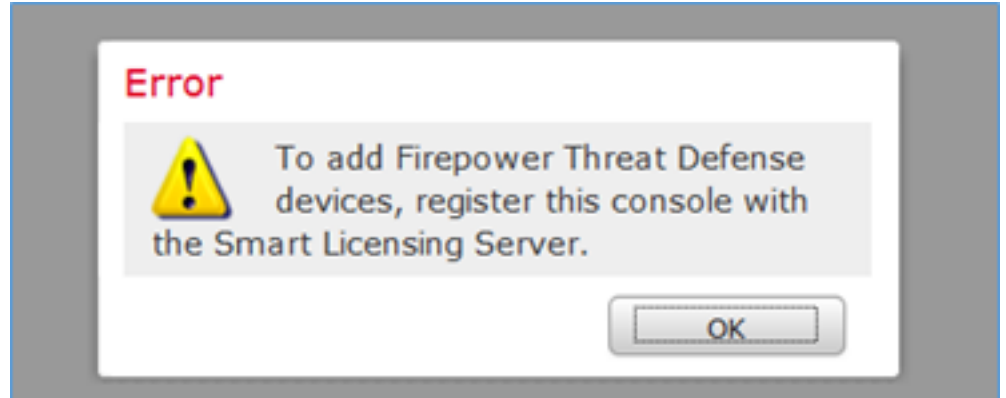 Error
To add Firepower Threat Defense
devices, register this console with
the Smart Licensing Server.
OK